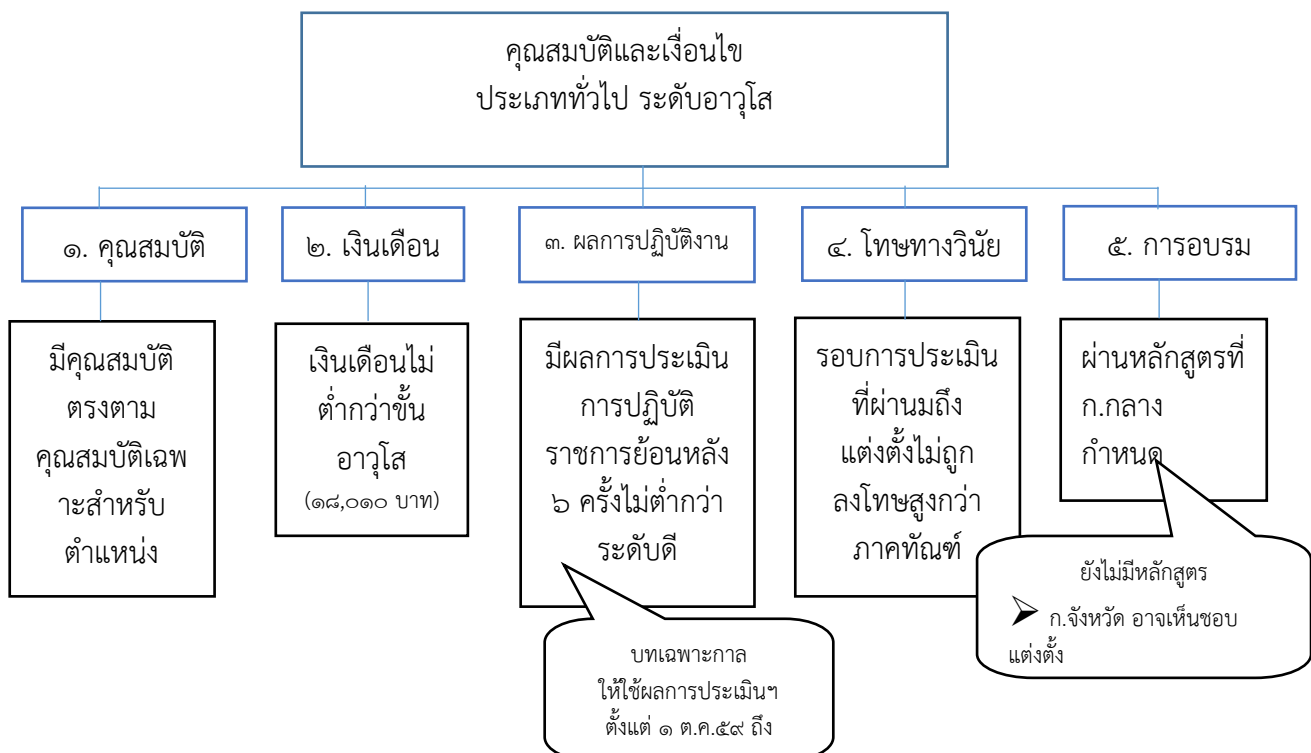 คุณสมบัติและเงื่อนไข
ประเภททั่วไป ระดับอาวุโส
๑. คุณสมบัติ
๒. เงินเดือน
๓. ผลการปฏิบัติงาน
๔. โทษทางวินัย
๕. การอบรม
มีคุณสมบัติ
ตรงตาม
คุณสมบัติเฉพ
าะสำหรับ
ตำแหน่ง
เงินเดือนไม่
ต่ำกว่าขั้น
อาวุโส
(๑๘,๐๑๐ บาท)
มีผลการประเมิน
การปฏิบัติ
ราชการย้อนหลัง
๖ ครั้งไม่ต่ำกว่า
ระดับดี
รอบการประเมิน
ที่ผ่านมถึง
แต่งตั้งไม่ถูก
ลงโทษสูงกว่า
ภาคทัณฑ์
ผ่านหลักสูตรที่
ก.กลาง
กำหนด
บทเฉพาะกาล
ให้ใช้ผลการประเมินฯ
ตั้งแต่ ๑ ต.ค.๕๙ ถึง
ยังไม่มีหลักสูตร
➢ ก.จังหวัด อาจเห็นชอบ
แต่งตั้ง